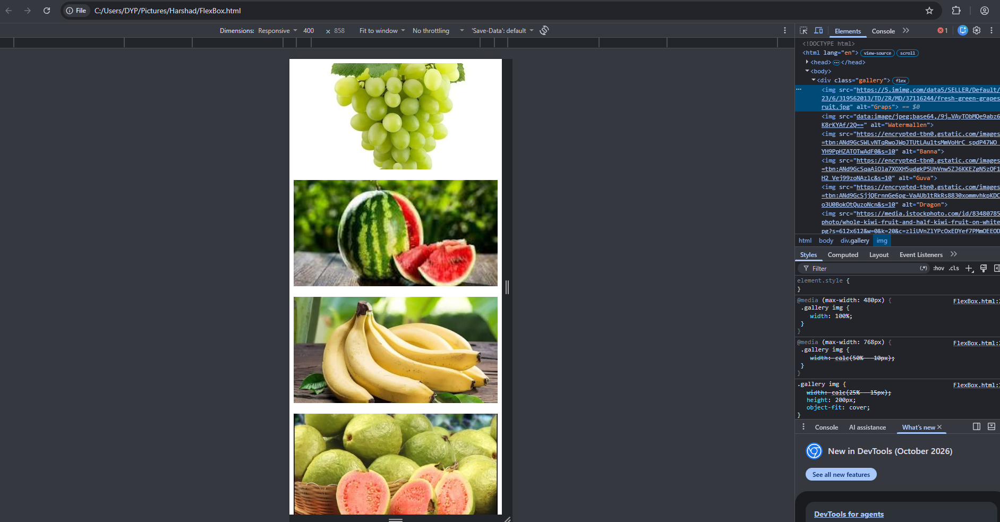 File C:/Users/DYP/Pictures/Harshad/FlexBox.html
Dimensions: Responsive 400 × 858 Fit to window No throttling 'Save-Data': default
Elements Console 1
<!DOCTYPE html>
<html lang="en"> view-source scroll
<head> ⋯ </head>
<body>
<div class="gallery"> flex
<img src="https://5.imimg.com/data5/SELLER/Default/
23/6/319562013/TD/ZR/MD/37116244/fresh-green-grapes
ruit.jpg" alt="Graps"> == $0
<img src="data:image/jpeg;base64,/9j…VAyTObMQe9abz6
K8rKYAf/2Q==" alt="Watermallen">
<img src="https://encrypted-tbn0.gstatic.com/images
=tbn:ANd9GcSWLvNTqRwoJWpJTUtLAu1tsMmVoHrC_spdP47WO
YH9PpHZATOTwAdF0&s=10" alt="Banna">
<img src="https://encrypted-tbn0.gstatic.com/images
=tbn:ANd9GcSqaAiOla7XOXH5udgkP5UhVnw5ZJ6KKEZgN5zQF1
H2_Vej99zoNAzlc&s=10" alt="Guva">
<img src="https://encrypted-tbn0.gstatic.com/images
=tbn:ANd9GcSjjQErnnGe6pg-VaAUb1tRkRs8830xommvhkpKDC
o3U0BokOtQuzoNcn&s=10" alt="Dragon">
<img src="https://media.istockphoto.com/id/83480785
photo/whole-kiwi-fruit-and-half-kiwi-fruit-on-white
pg?s=612x612&w=0&k=20&c=zliUVnZlYPcOxEDYef7PMmOEEOD
html body div.gallery img
Styles Computed Layout Event Listeners
Filter (.*) :hov .cls
element.style {
}
@media (max-width: 480px) { FlexBox.html:2
.gallery img {
width: 100%;
}
}
@media (max-width: 768px) { FlexBox.html:2
.gallery img {
width: calc(50% - 10px);
}
}
.gallery img { FlexBox.html:1
width: calc(25% - 15px);
height: 200px;
object-fit: cover;
}
Console AI assistance What's new
New in DevTools (October 2026)
See all new features
DevTools for agents